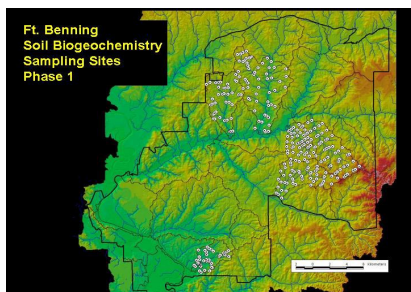 Ft. Benning
Soil Biogeochemistry
Sampling Sites
Phase 1